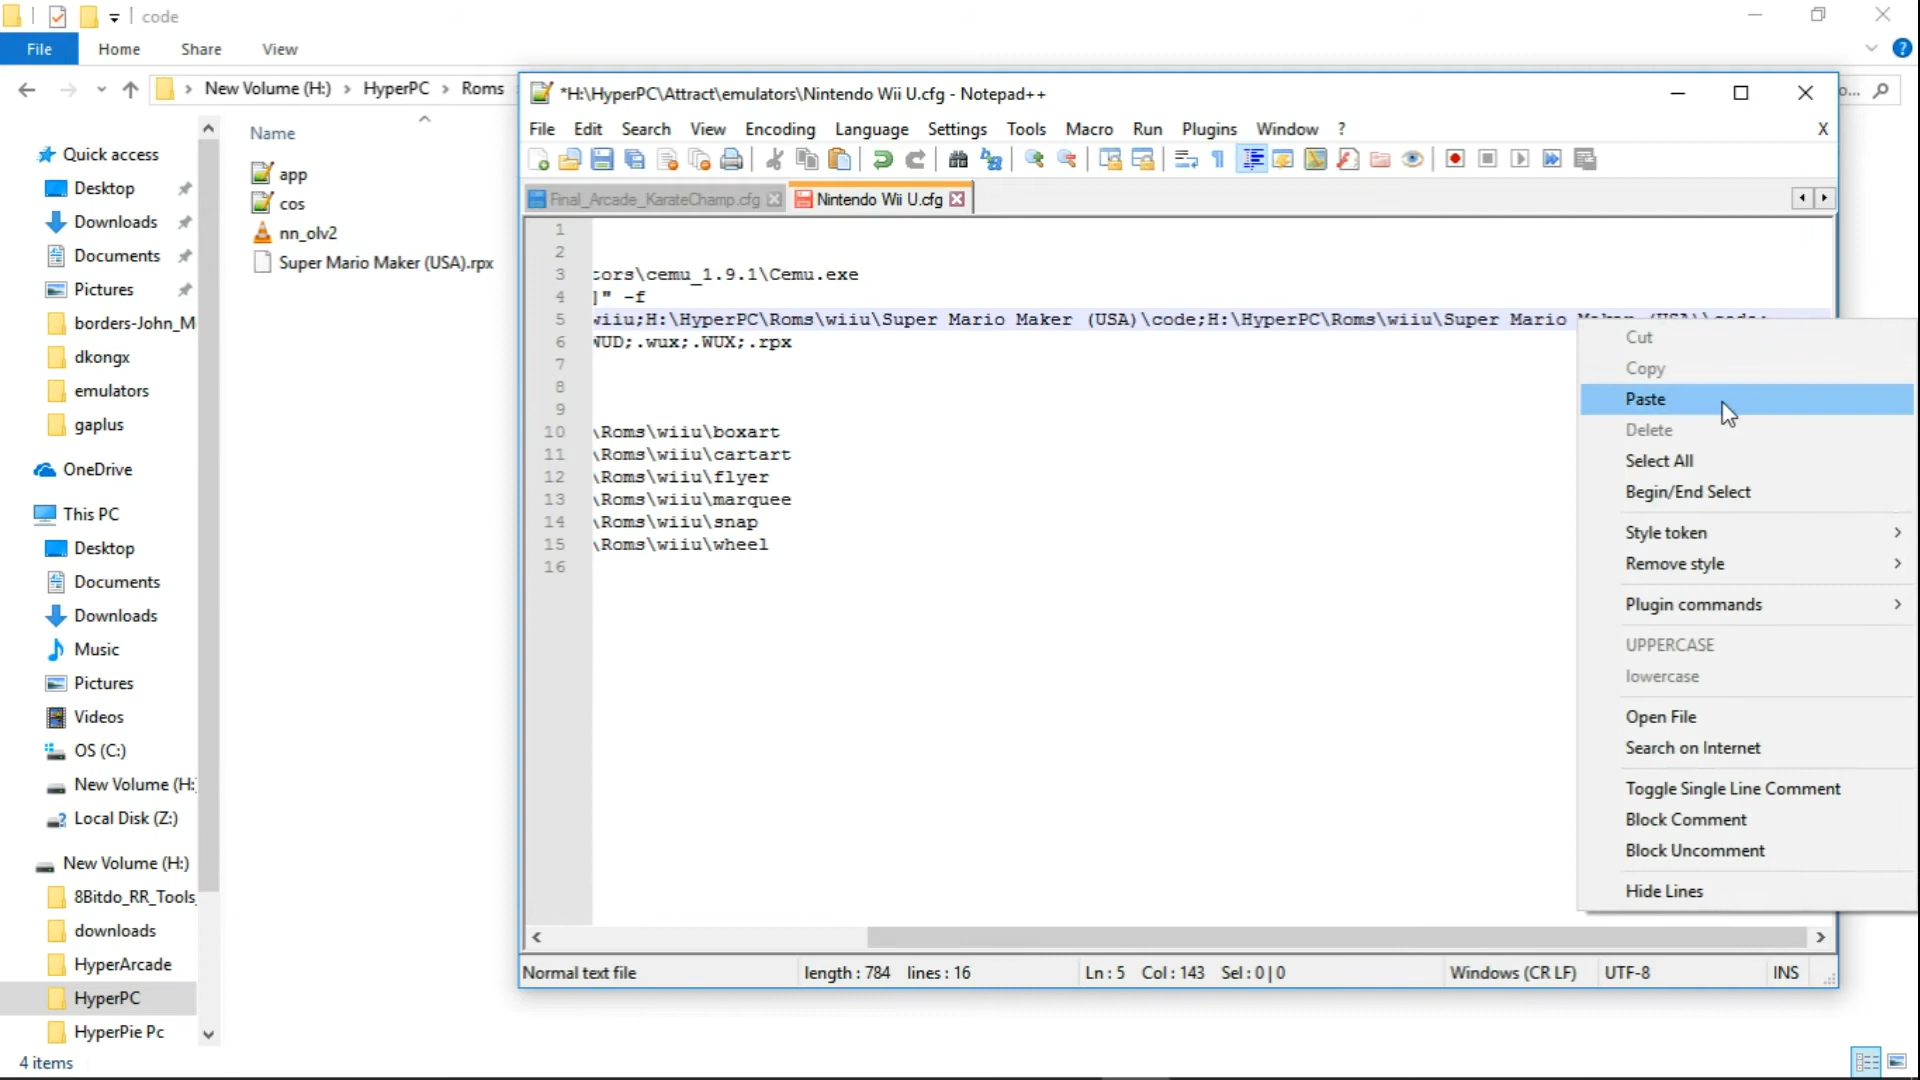 code
File
Home
Share
View
New Volume (H:)
HyperPC
Roms
o...
Name
Quick access
Desktop
Downloads
Documents
Pictures
borders-John_M
dkongx
emulators
gaplus
OneDrive
This PC
Desktop
Documents
Downloads
Music
Pictures
Videos
OS (C:)
New Volume (H:
Local Disk (Z:)
New Volume (H:)
8Bitdo_RR_Tools_
downloads
HyperArcade
HyperPC
HyperPie Pc
4 items
app
cos
nn_olv2
Super Mario Maker (USA).rpx
*H:\HyperPC\Attract\emulators\Nintendo Wii U.cfg - Notepad++
File Edit Search View Encoding Language Settings Tools Macro Run Plugins Window ? X
Final_Arcade_KarateChamp.cfg
Nintendo Wii U.cfg
1
2
3 tors\cemu_1.9.1\Cemu.exe
4 ]" -f
5 wiiu;H:\HyperPC\Roms\wiiu\Super Mario Maker (USA)\code;H:\HyperPC\Roms\wiiu\Super Mario
6 WUD;.wux;.WUX;.rpx
7
8
9
10 \Roms\wiiu\boxart
11 \Roms\wiiu\cartart
12 \Roms\wiiu\flyer
13 \Roms\wiiu\marquee
14 \Roms\wiiu\snap
15 \Roms\wiiu\wheel
16
Cut
Copy
Paste
Delete
Select All
Begin/End Select
Style token
Remove style
Plugin commands
UPPERCASE
lowercase
Open File
Search on Internet
Toggle Single Line Comment
Block Comment
Block Uncomment
Hide Lines
Normal text file
length : 784 lines : 16
Ln : 5 Col : 143 Sel : 0 | 0
Windows (CR LF)
UTF-8
INS